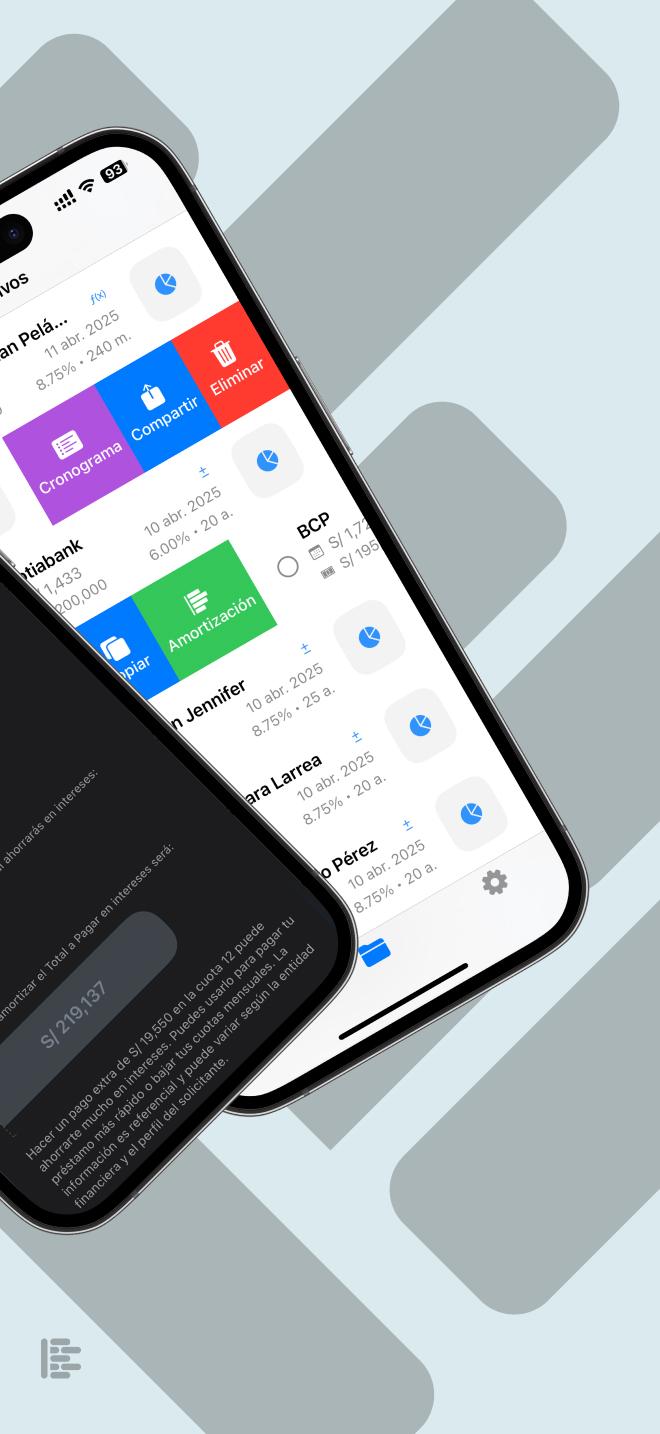 93
an Pelá...
f(x)
11 abr. 2025
8.75% • 240 m.
Cronograma
Compartir
Eliminar
±
10 abr. 2025
6.00% • 20 a.
1,433
200,000
BCP
S/ 1,72
S/ 195
Amortización
±
n Jennifer
10 abr. 2025
8.75% • 25 a.
±
ara Larrea
10 abr. 2025
8.75% • 20 a.
±
o Pérez
10 abr. 2025
8.75% • 20 a.
ahorrarás en intereses:
amortizar el Total a Pagar en intereses será:
S/ 219,137
Hacer un pago extra de S/ 19,550 en la cuota 12 puede
ahorrarte mucho en intereses. Puedes usarlo para pagar tu
préstamo más rápido o bajar tus cuotas mensuales. La
información es referencial y puede variar según la entidad
financiera y el perfil del solicitante.